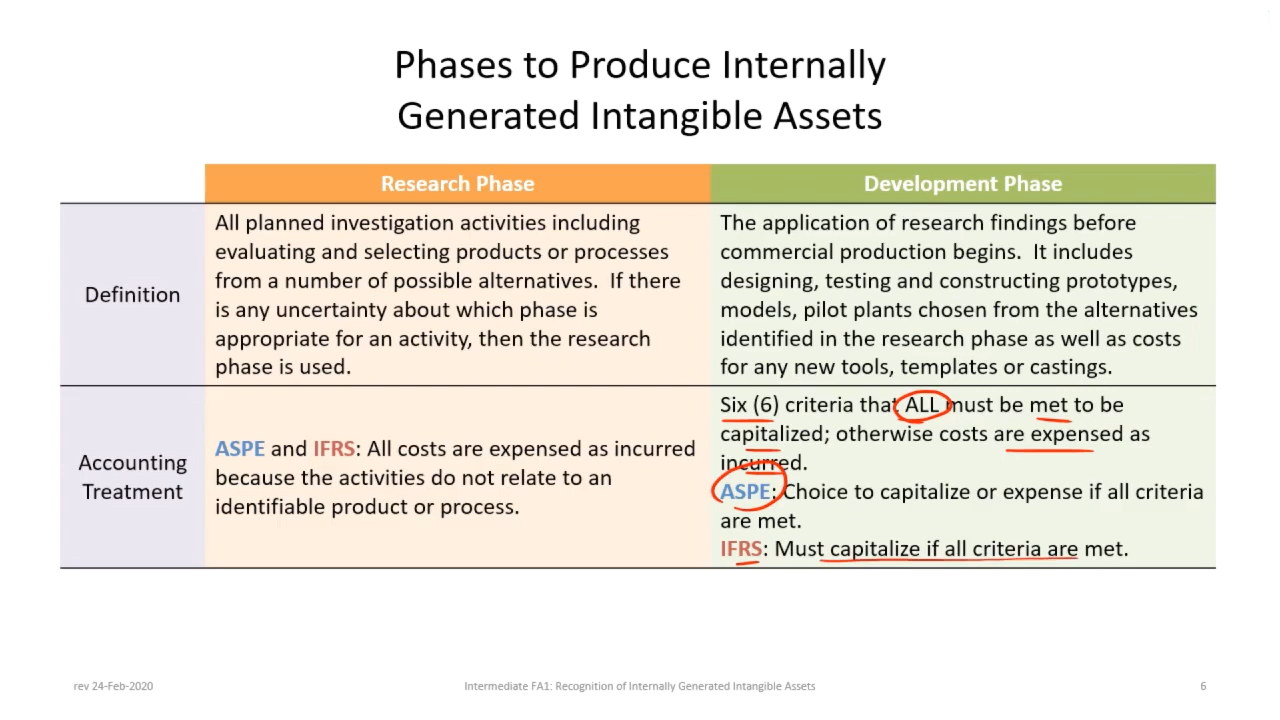 Phases to Produce Internally
Generated Intangible Assets
Research Phase
Development Phase
Definition
All planned investigation activities including
evaluating and selecting products or processes
from a number of possible alternatives. If there
is any uncertainty about which phase is
appropriate for an activity, then the research
phase is used.
The application of research findings before
commercial production begins. It includes
designing, testing and constructing prototypes,
models, pilot plants chosen from the alternatives
identified in the research phase as well as costs
for any new tools, templates or castings.
Accounting
Treatment
ASPE and IFRS: All costs are expensed as incurred
because the activities do not relate to an
identifiable product or process.
Six (6) criteria that ALL must be met to be
capitalized; otherwise costs are expensed as
incurred.
ASPE: Choice to capitalize or expense if all criteria
are met.
IFRS: Must capitalize if all criteria are met.
rev 24-Feb-2020
Intermediate FA1: Recognition of Internally Generated Intangible Assets
6